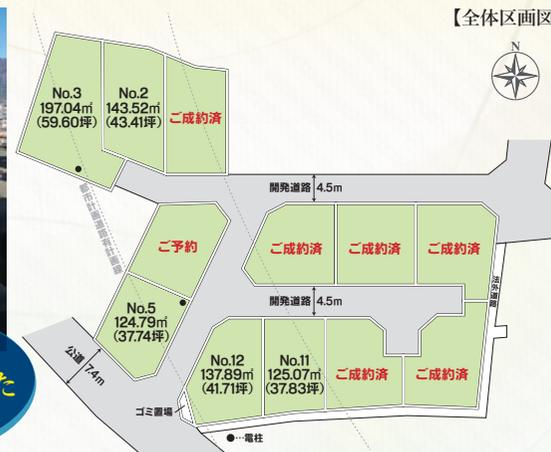 【全体区画図
N
No.3
197.04㎡
(59.60坪)
No.2
143.52㎡
(43.41坪)
ご成約済
開発道路 4.5m
都市計画道路有計画線
ご予約
ご成約済
ご成約済
ご成約済
No.5
124.79㎡
(37.74坪)
開発道路 4.5m
公道 7.4m
No.12
137.89㎡
(41.71坪)
No.11
125.07㎡
(37.83坪)
ご成約済
ご成約済
ゴミ置場
●…電柱